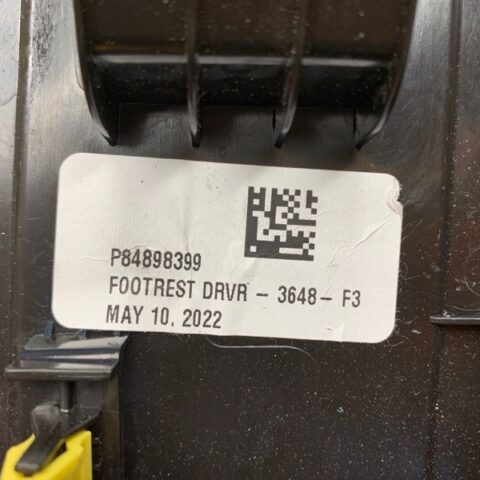 P84898399
FOOTREST DRVR - 3648 - F3
MAY 10, 2022